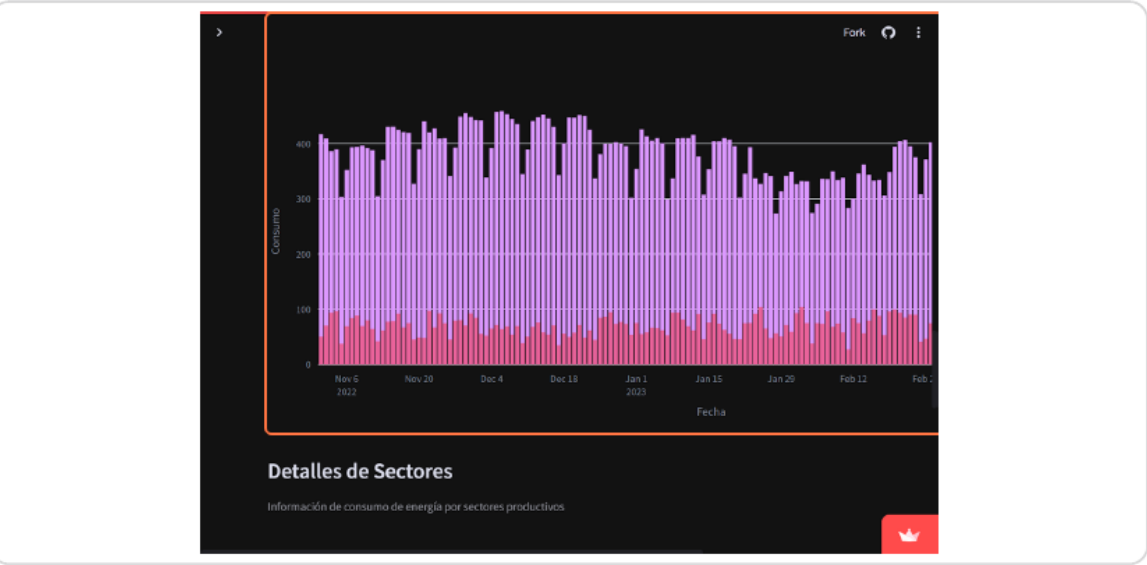 Fork
400
300
200
100
0
Consumo
Nov 6 Nov 20 Dec 4 Dec 18 Jan 1 Jan 15 Jan 29 Feb 12 Feb
2022 2023
Fecha
Detalles de Sectores
Información de consumo de energía por sectores productivos